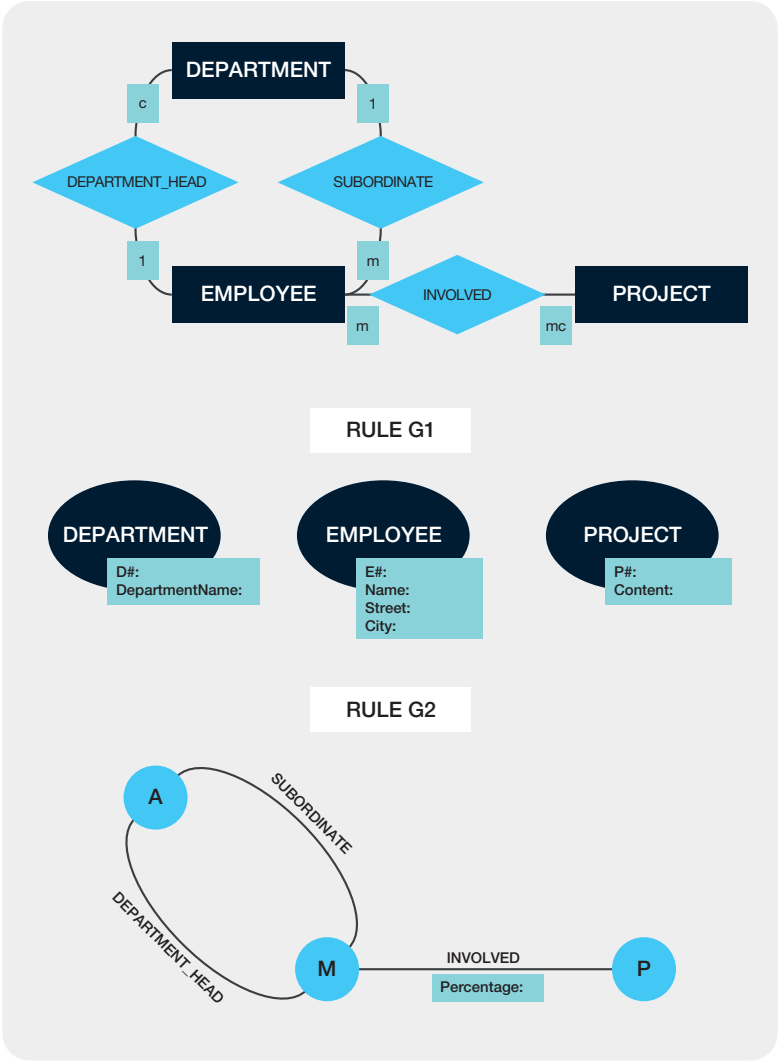 DEPARTMENT
c
1
DEPARTMENT_HEAD
SUBORDINATE
1
m
EMPLOYEE
INVOLVED
PROJECT
m
mc
RULE G1
DEPARTMENT
D#:
DepartmentName:
EMPLOYEE
E#:
Name:
Street:
City:
PROJECT
P#:
Content:
RULE G2
A
SUBORDINATE
DEPARTMENT_HEAD
M
INVOLVED
Percentage:
P